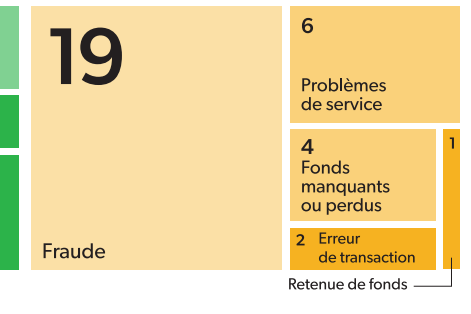 19
Fraude
6
Problèmes
de service
4
Fonds
manquants
ou perdus
2 Erreur
de transaction
1
Retenue de fonds